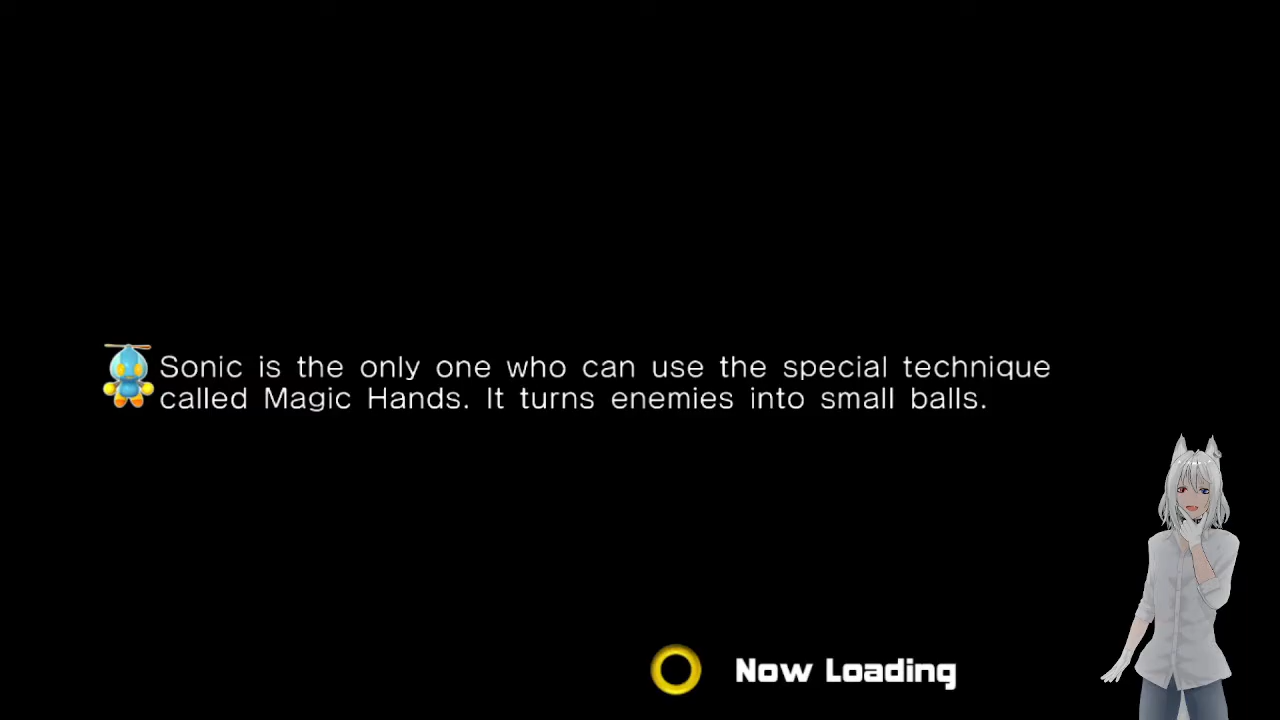 Sonic is the only one who can use the special technique
called Magic Hands. It turns enemies into small balls.
Now Loading